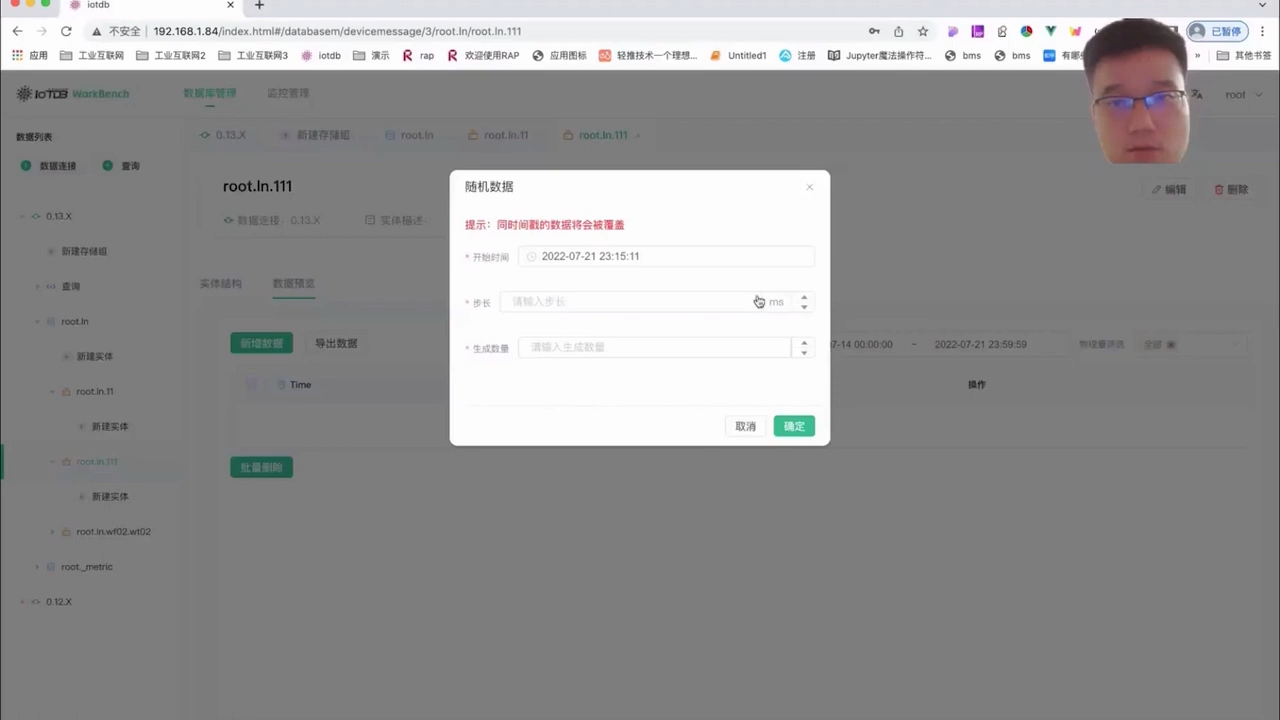 iotdb
不安全 192.168.1.84/index.html#/databasem/devicemessage/3/root.ln/root.ln.111
已暂停
应用 工业互联网 工业互联网2 工业互联网3 iotdb 演示 rap 欢迎使用RAP 应用图标 轻推技术一个理想... Untitled1 注册 Jupyter魔法操作符... bms bms 有哪些 » 其他书签
IoTDB WorkBench 数据库管理 监控管理 root
数据列表
数据连接 查询
0.13.X 新建存储组 root.ln root.ln.11 root.ln.111
root.ln.111
编辑 删除
数据连接 0.13.X 实体描述:
实体结构 数据预览
新增数据 导出数据 07-14 00:00:00 ~ 2022-07-21 23:59:59 物理量筛选 全部
Time 操作
批量删除
0.13.X
新建存储组
查询
root.ln
新建实体
root.ln.11
新建实体
root.ln.111
新建实体
root.ln.wf02.wt02
root._metric
0.12.X
随机数据
提示：同时间戳的数据将会被覆盖
* 开始时间 2022-07-21 23:15:11
* 步长 请输入步长 ms
* 生成数量 请输入生成数量
取消 确定